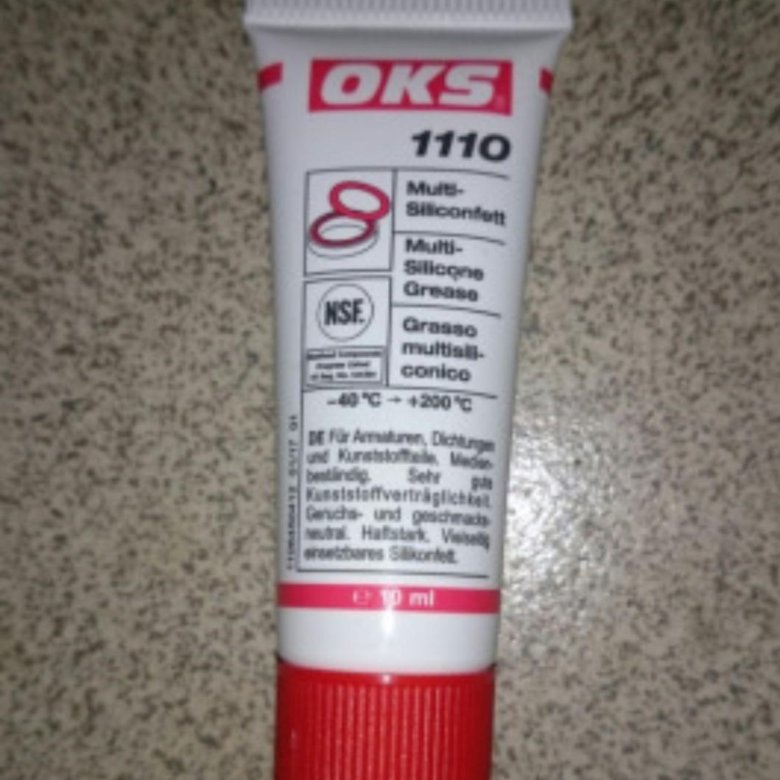 OKS
1110
Multi-
Siliconfett
Multi-
Silicone
Grease
NSF.
Grasso
multisili-
conico
–40 °C → +200 °C
DE Für Armaturen, Dichtungen
und Kunststoffteile, Medien-
beständig. Sehr gute
Kunststoffverträglichkeit.
Geruchs- und geschmacks-
neutral. Haftstark. Vielseitig
einsetzbares Silikonfett.
℮ 10 ml